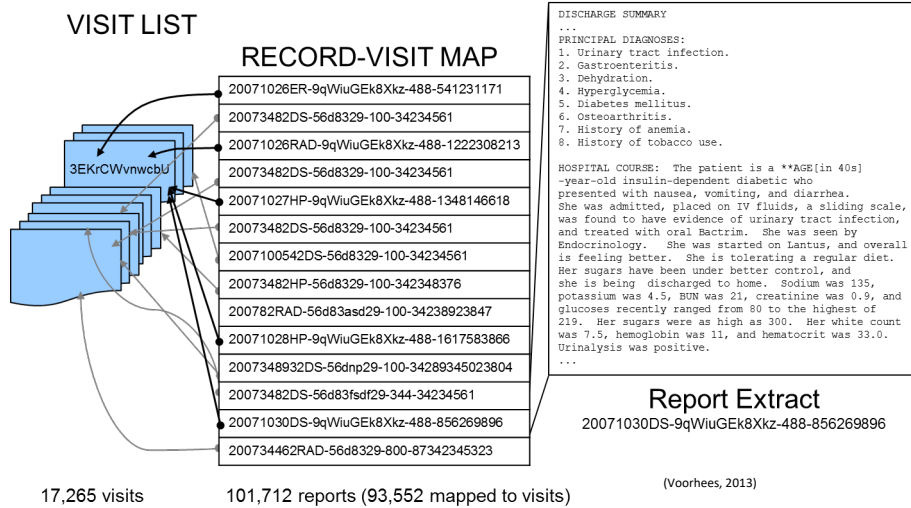 VISIT LIST
3EKrCWvnwcbU
17,265 visits
RECORD-VISIT MAP
20071026ER-9qWiuGEk8Xkz-488-541231171
20073482DS-56d8329-100-34234561
20071026RAD-9qWiuGEk8Xkz-488-1222308213
20073482DS-56d8329-100-34234561
20071027HP-9qWiuGEk8Xkz-488-1348146618
20073482DS-56d8329-100-34234561
2007100542DS-56d8329-100-34234561
20073482HP-56d8329-100-342348376
200782RAD-56d83asd29-100-34238923847
20071028HP-9qWiuGEk8Xkz-488-1617583866
2007348932DS-56dnp29-100-34289345023804
20073482DS-56d83fsdf29-344-34234561
20071030DS-9qWiuGEk8Xkz-488-856269896
200734462RAD-56d8329-800-87342345323
101,712 reports (93,552 mapped to visits)
DISCHARGE SUMMARY
...
PRINCIPAL DIAGNOSES:
1. Urinary tract infection.
2. Gastroenteritis.
3. Dehydration.
4. Hyperglycemia.
5. Diabetes mellitus.
6. Osteoarthritis.
7. History of anemia.
8. History of tobacco use.
HOSPITAL COURSE: The patient is a **AGE[in 40s]
-year-old insulin-dependent diabetic who
presented with nausea, vomiting, and diarrhea.
She was admitted, placed on IV fluids, a sliding scale,
was found to have evidence of urinary tract infection,
and treated with oral Bactrim. She was seen by
Endocrinology. She was started on Lantus, and overall
is feeling better. She is tolerating a regular diet.
Her sugars have been under better control, and
she is being discharged to home. Sodium was 135,
potassium was 4.5, BUN was 21, creatinine was 0.9, and
glucoses recently ranged from 80 to the highest of
219. Her sugars were as high as 300. Her white count
was 7.5, hemoglobin was 11, and hematocrit was 33.0.
Urinalysis was positive.
...
Report Extract
20071030DS-9qWiuGEk8Xkz-488-856269896
(Voorhees, 2013)